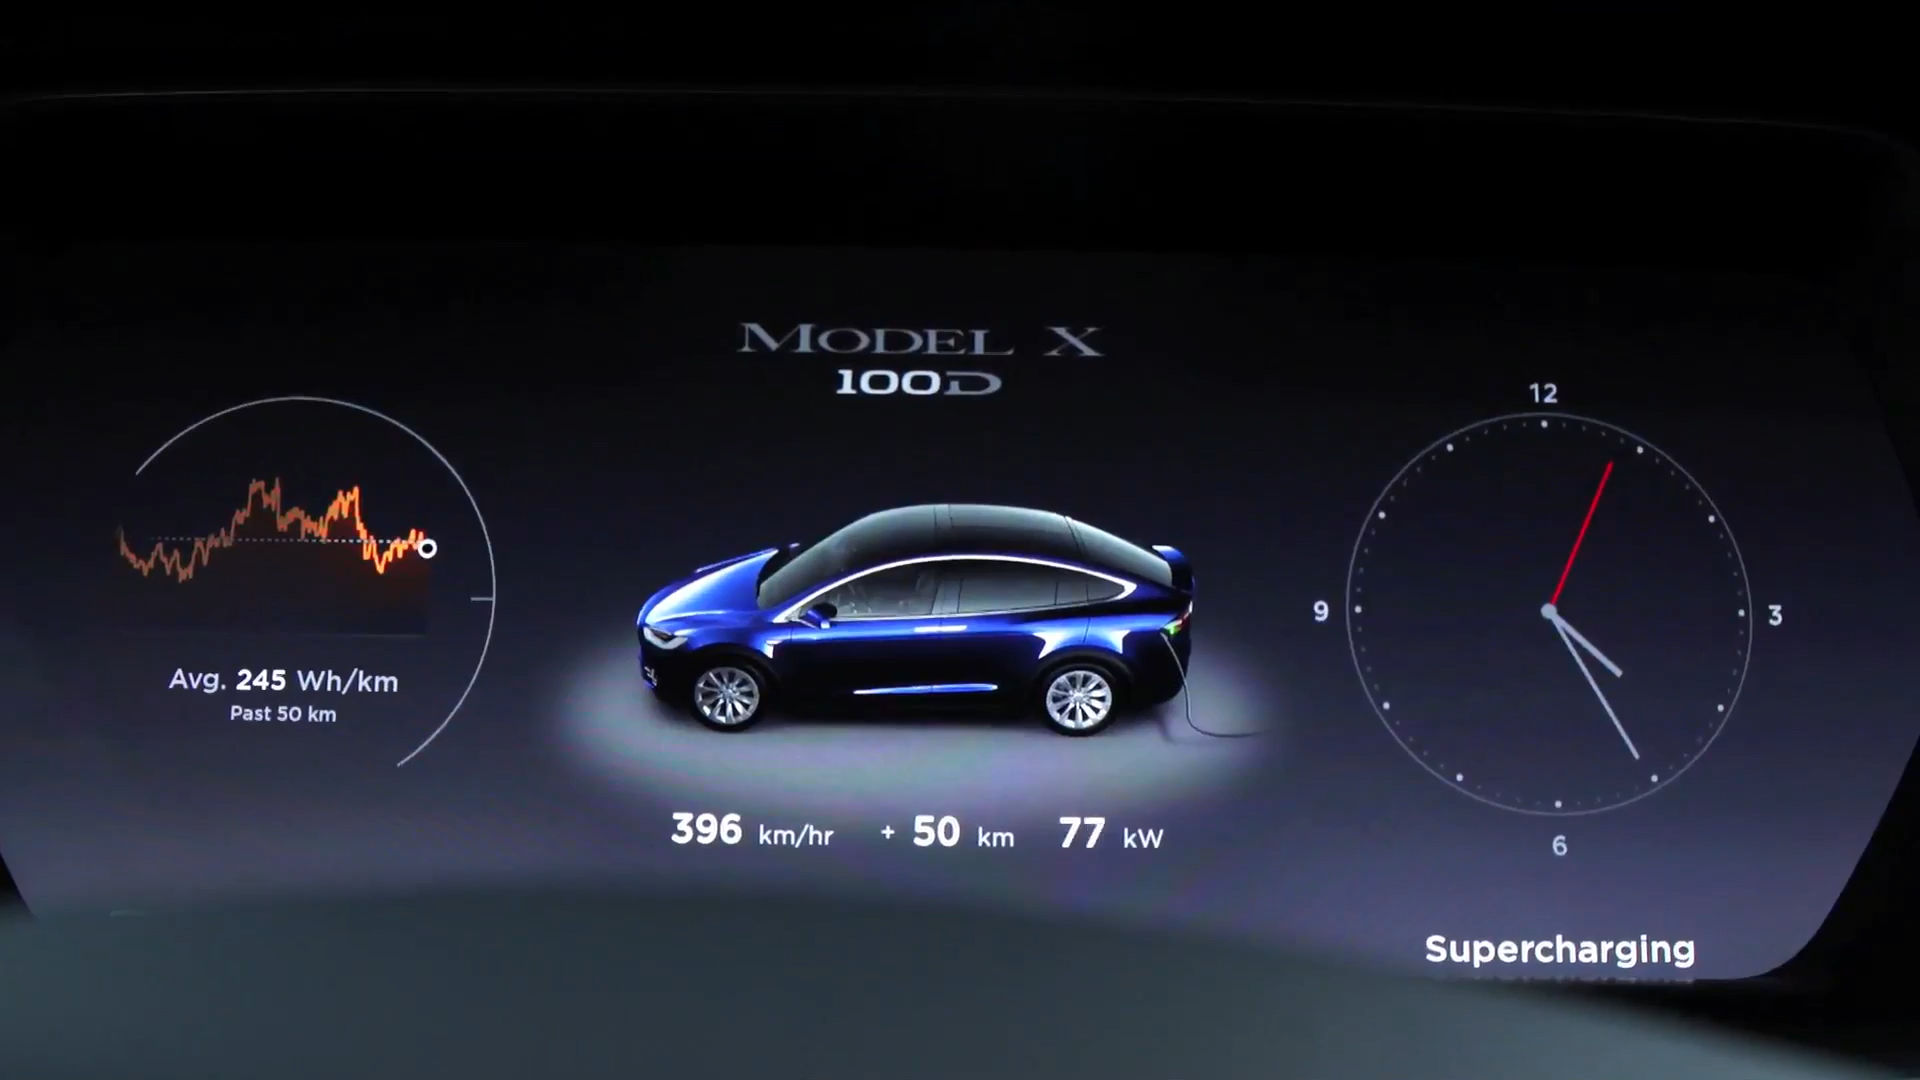 MODEL X
100D
Avg. 245 Wh/km
Past 50 km
396 km/hr + 50 km 77 kW
12
3
6
9
Supercharging